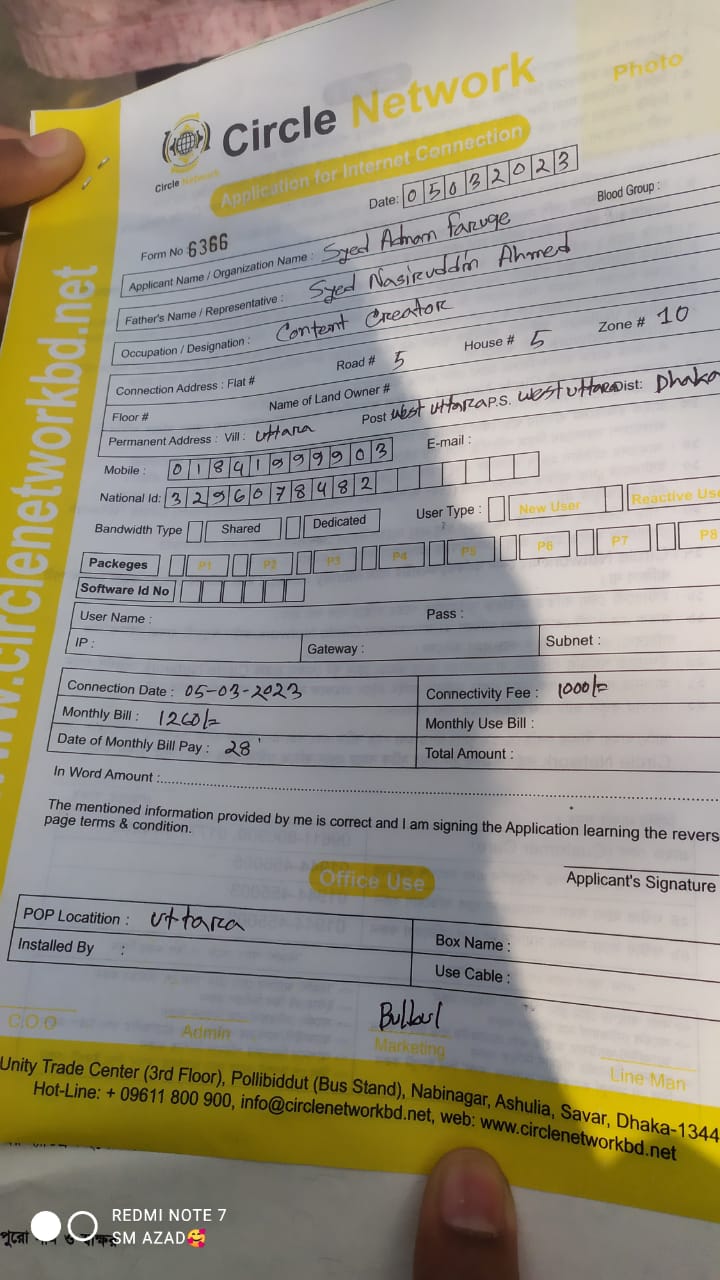 Photo
Circle Network
Circle Network
Application for Internet Connection
Date: 05032023
Form No 6366
Blood Group :
Applicant Name / Organization Name : Syed Adnan Faruge
Father's Name / Representative : Syed Nasiruddin Ahmed
Occupation / Designation : Content Creator
Connection Address : Flat # Road # 5 House # 5 Zone # 10
Floor # Name of Land Owner #
Permanent Address : Vill : Uttara Post West Uttara P.S. West Uttara Dist: Dhaka
Mobile : 01841999903 E-mail :
National Id: 3296078482
Bandwidth Type Shared Dedicated User Type : New User Reactive Use
Packeges P1 P2 P3 P4 P5 P6 P7 P8
Software Id No
User Name : Pass :
IP : Gateway : Subnet :
Connection Date : 05-03-2023 Connectivity Fee : 1000/=
Monthly Bill : 1260/= Monthly Use Bill :
Date of Monthly Bill Pay : 28 Total Amount :
In Word Amount :
The mentioned information provided by me is correct and I am signing the Application learning the revers
page terms & condition.
Applicant's Signature
Office Use
POP Locatition : Uttara Box Name :
Installed By : Use Cable :
Bulbul
C.O.O Admin Marketing Line Man
Unity Trade Center (3rd Floor), Pollibiddut (Bus Stand), Nabinagar, Ashulia, Savar, Dhaka-1344
Hot-Line: + 09611 800 900, info@circlenetworkbd.net, web: www.circlenetworkbd.net
www.circlenetworkbd.net
REDMI NOTE 7
SM AZAD🥰
পুরো